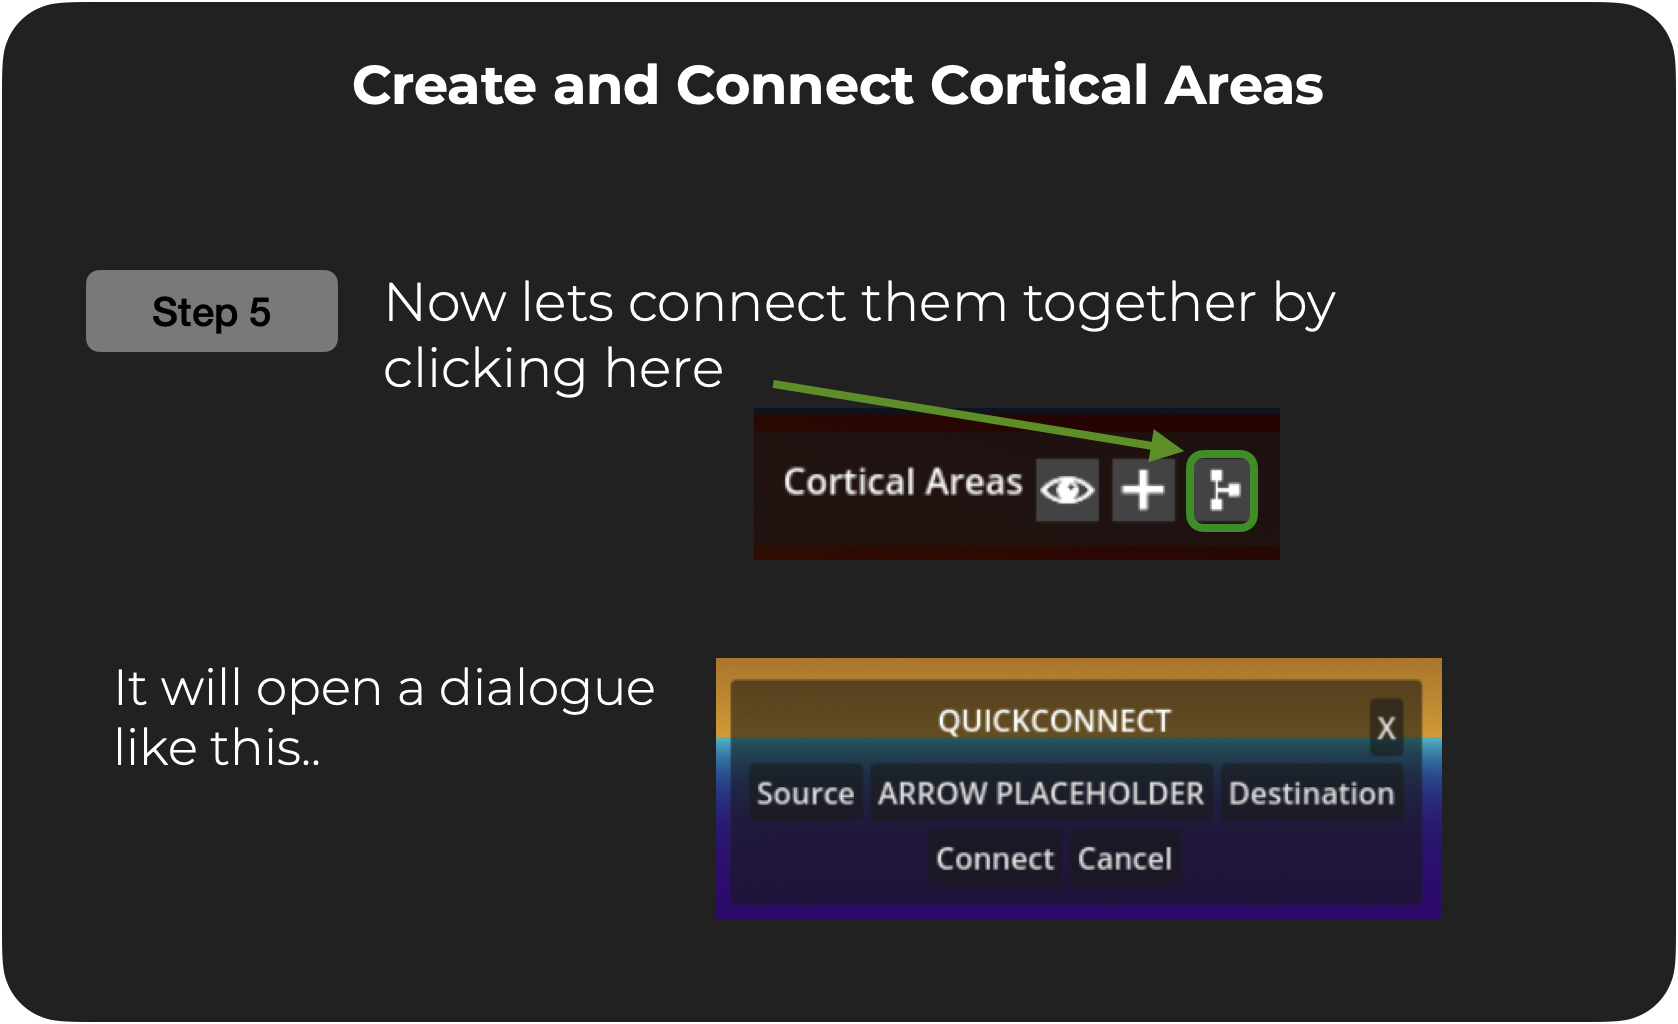 Create and Connect Cortical Areas
Step 5
Now lets connect them together by
clicking here
Cortical Areas
It will open a dialogue
like this..
QUICKCONNECT
X
Source ARROW PLACEHOLDER Destination
Connect Cancel